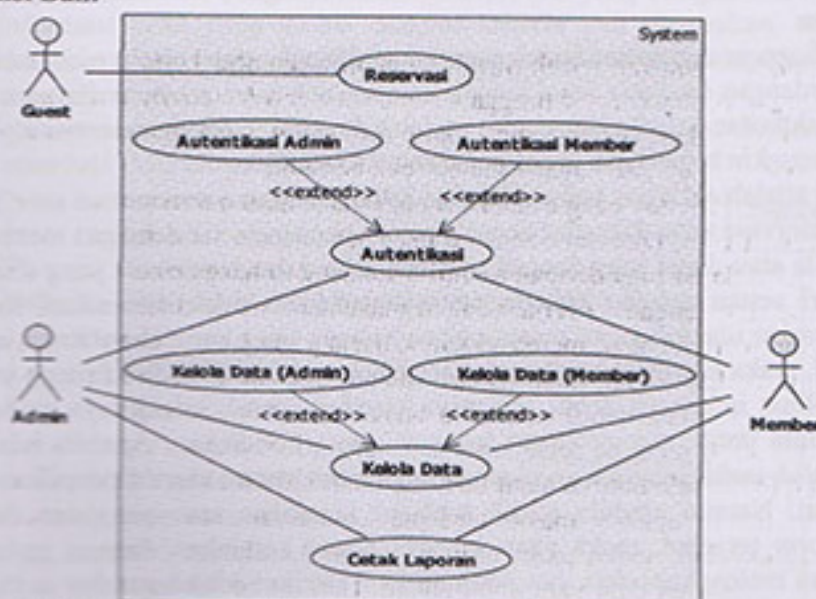 System
Guest
Reservasi
Autentikasi Admin
Autentikasi Member
<<extend>>
<<extend>>
Autentikasi
Admin
Kelola Data (Admin)
Kelola Data (Member)
Member
<<extend>>
<<extend>>
Kelola Data
Cetak Laporan